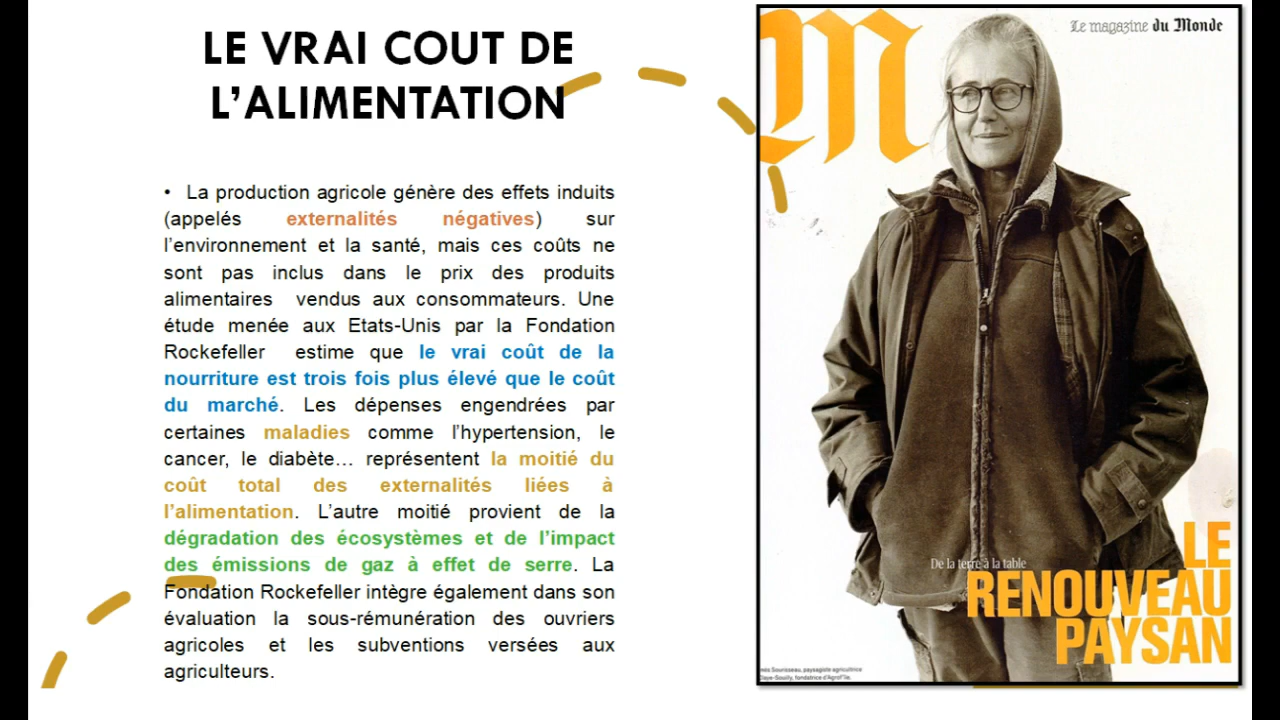 LE VRAI COUT DE
L’ALIMENTATION
• La production agricole génère des effets induits
(appelés externalités négatives) sur
l’environnement et la santé, mais ces coûts ne
sont pas inclus dans le prix des produits
alimentaires vendus aux consommateurs. Une
étude menée aux Etats-Unis par la Fondation
Rockefeller estime que le vrai coût de la
nourriture est trois fois plus élevé que le coût
du marché. Les dépenses engendrées par
certaines maladies comme l’hypertension, le
cancer, le diabète… représentent la moitié du
coût total des externalités liées à
l’alimentation. L’autre moitié provient de la
dégradation des écosystèmes et de l’impact
des émissions de gaz à effet de serre. La
Fondation Rockefeller intègre également dans son
évaluation la sous-rémunération des ouvriers
agricoles et les subventions versées aux
agriculteurs.
M
Le magazine du Monde
De la terre à la table
LE
RENOUVEAU
PAYSAN
paysagiste agricultrice
fondatrice d’Agrof’île.